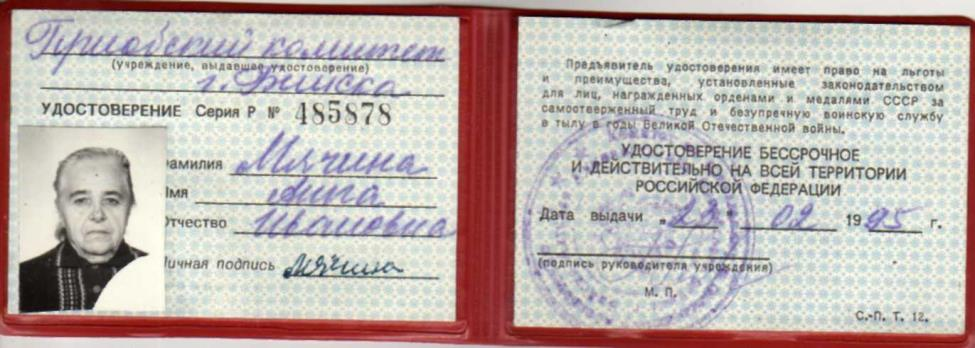 Приобский комитет
(учреждение, выдавшее удостоверение)
г. Бийска
УДОСТОВЕРЕНИЕ Серия Р № 485878
Фамилия Мячина
Имя Анна
Отчество Ивановна
Личная подпись Мячина
Предъявитель удостоверения имеет право на льготы
и преимущества, установленные законодательством
для лиц, награжденных орденами и медалями СССР за
самоотверженный труд и безупречную воинскую службу
в тылу в годы Великой Отечественной войны.
УДОСТОВЕРЕНИЕ БЕССРОЧНОЕ
И ДЕЙСТВИТЕЛЬНО НА ВСЕЙ ТЕРРИТОРИИ
РОССИЙСКОЙ ФЕДЕРАЦИИ
Дата выдачи „22" 02 1995 г.
(подпись руководителя учреждения)
М. П.
С.-П. Т. 12.